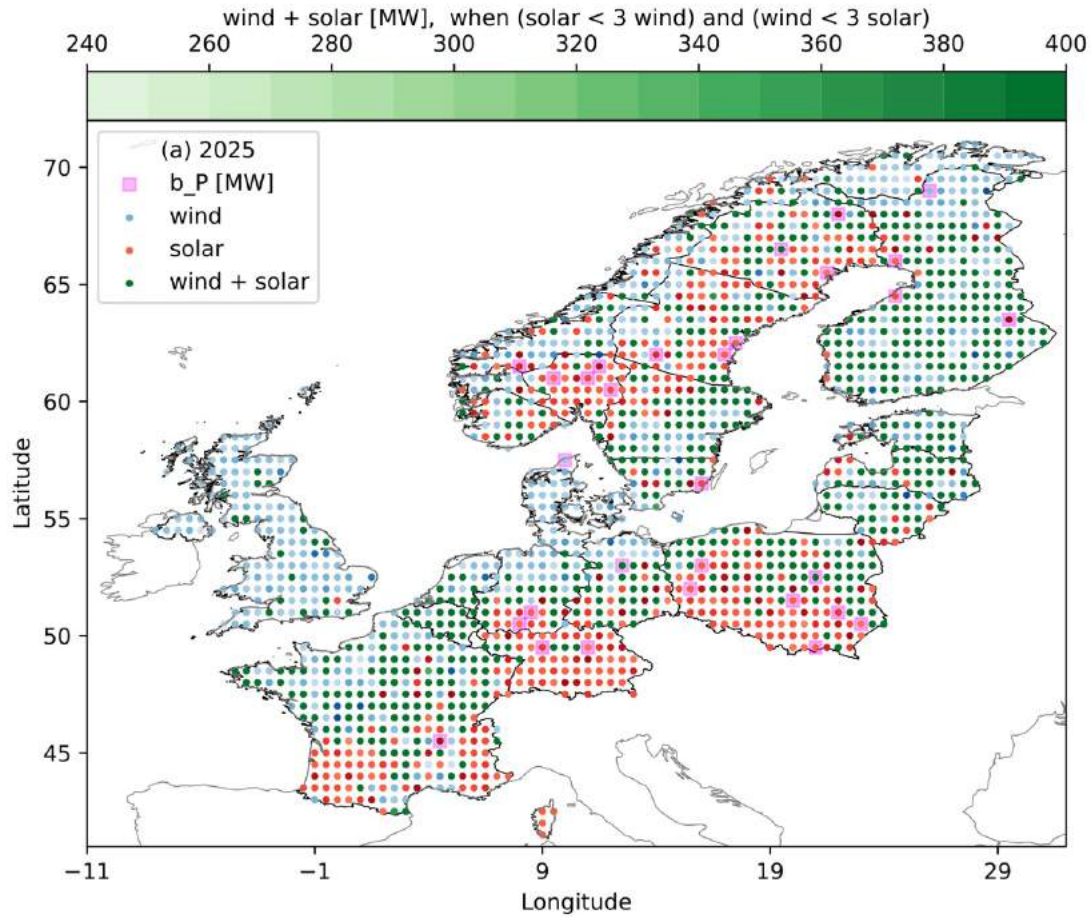 wind + solar [MW], when (solar < 3 wind) and (wind < 3 solar)
240 260 280 300 320 340 360 380 400
(a) 2025
b_P [MW]
wind
solar
wind + solar
70
65
60
55
50
45
Latitude
−11 −1 9 19 29
Longitude